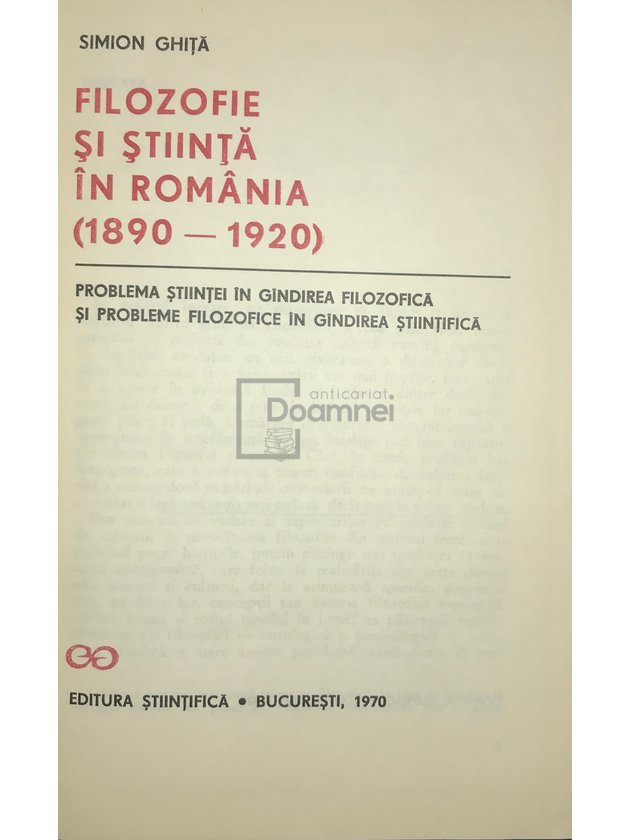 SIMION GHIȚĂ
FILOZOFIE
ȘI ȘTIINȚĂ
ÎN ROMÂNIA
(1890 — 1920)
PROBLEMA ȘTIINȚEI ÎN GÎNDIREA FILOZOFICĂ
ȘI PROBLEME FILOZOFICE ÎN GÎNDIREA ȘTIINȚIFICĂ
anticariat
Doamnei
EDITURA ȘTIINȚIFICĂ • BUCUREȘTI, 1970